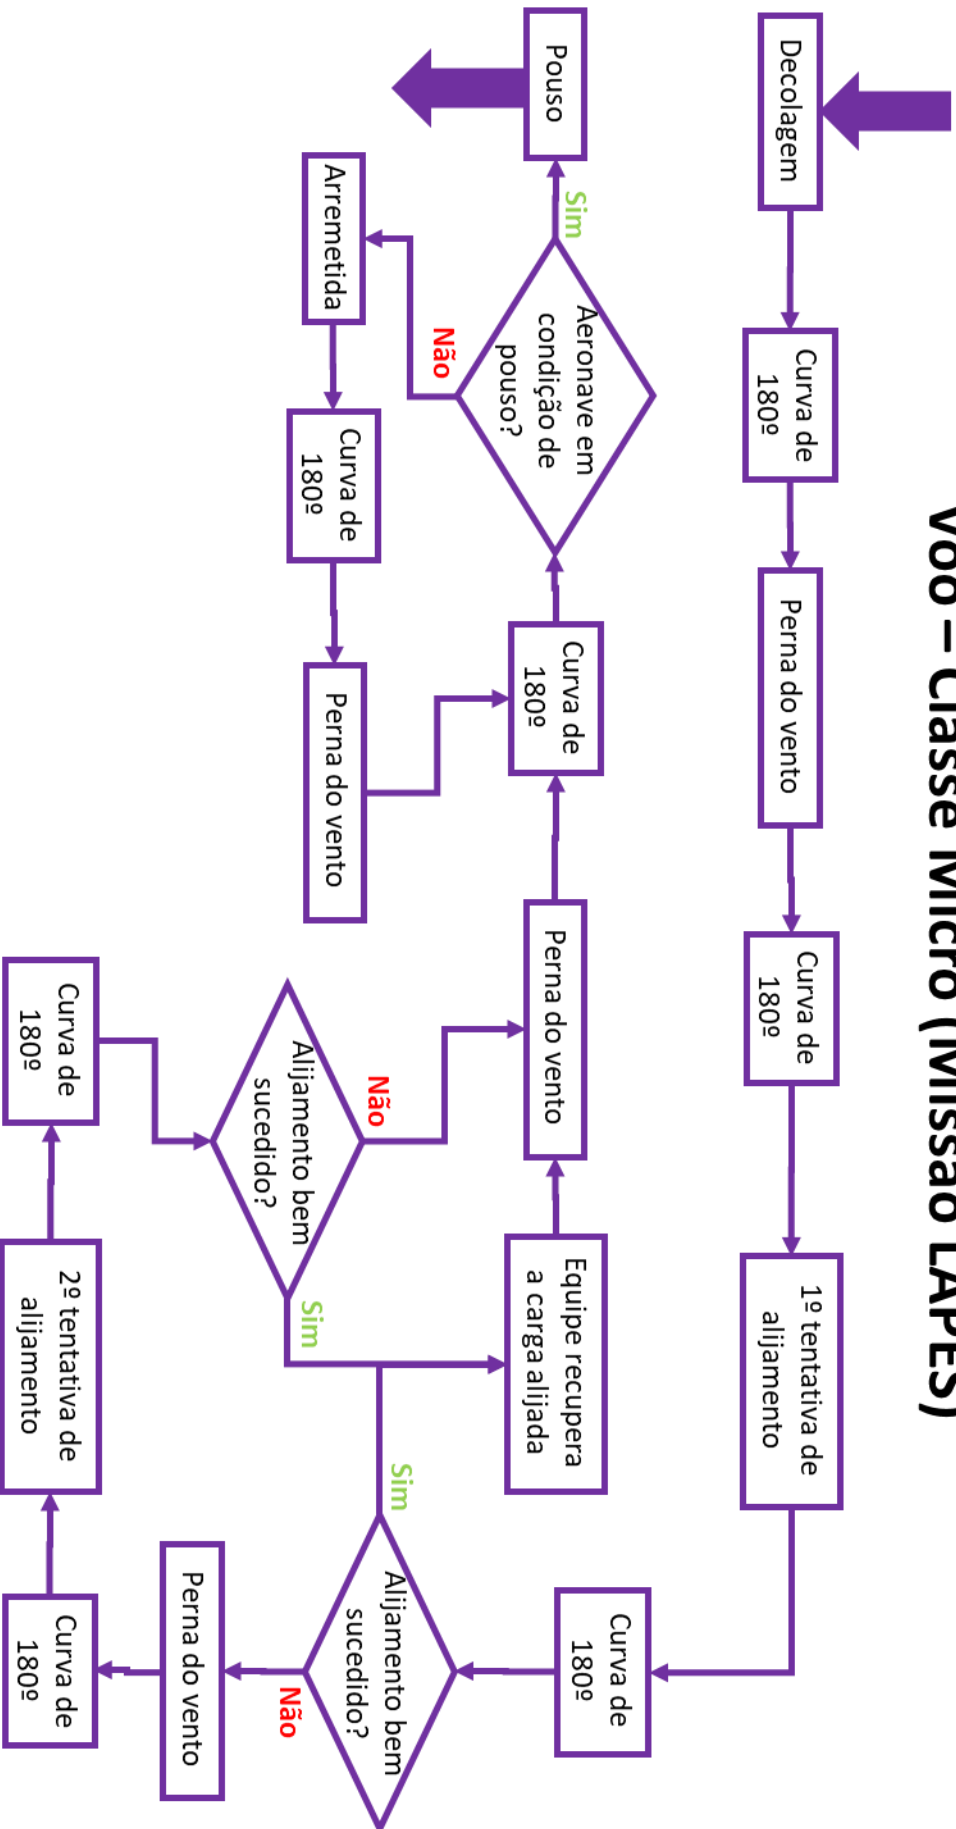 Voo – Classe Micro (Missão LAPES)
Decolagem
Curva de
180º
Perna do vento
Curva de
180º
1º tentativa de
alijamento
Curva de
180º
Alijamento bem
sucedido?
Sim
Não
Perna do vento
Curva de
180º
2º tentativa de
alijamento
Curva de
180º
Alijamento bem
sucedido?
Sim
Não
Equipe recupera
a carga alijada
Perna do vento
Curva de
180º
Aeronave em
condição de
pouso?
Sim
Não
Pouso
Arremetida
Curva de
180º
Perna do vento